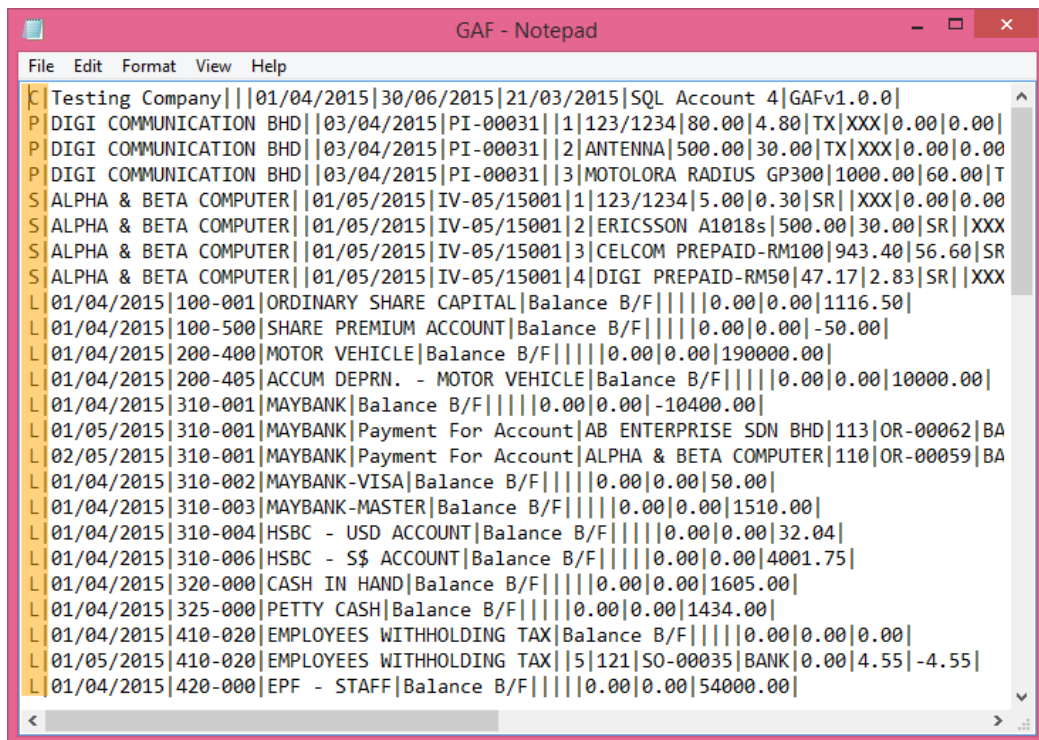 GAF - Notepad
File Edit Format View Help
C|Testing Company|||01/04/2015|30/06/2015|21/03/2015|SQL Account 4|GAFv1.0.0|
P|DIGI COMMUNICATION BHD||03/04/2015|PI-00031||1|123/1234|80.00|4.80|TX|XXX|0.00|0.00|
P|DIGI COMMUNICATION BHD||03/04/2015|PI-00031||2|ANTENNA|500.00|30.00|TX|XXX|0.00|0.00
P|DIGI COMMUNICATION BHD||03/04/2015|PI-00031||3|MOTOLORA RADIUS GP300|1000.00|60.00|T
S|ALPHA & BETA COMPUTER||01/05/2015|IV-05/15001|1|123/1234|5.00|0.30|SR||XXX|0.00|0.00
S|ALPHA & BETA COMPUTER||01/05/2015|IV-05/15001|2|ERICSSON A1018s|500.00|30.00|SR||XXX
S|ALPHA & BETA COMPUTER||01/05/2015|IV-05/15001|3|CELCOM PREPAID-RM100|943.40|56.60|SR
S|ALPHA & BETA COMPUTER||01/05/2015|IV-05/15001|4|DIGI PREPAID-RM50|47.17|2.83|SR||XXX
L|01/04/2015|100-001|ORDINARY SHARE CAPITAL|Balance B/F|||||0.00|0.00|1116.50|
L|01/04/2015|100-500|SHARE PREMIUM ACCOUNT|Balance B/F|||||0.00|0.00|-50.00|
L|01/04/2015|200-400|MOTOR VEHICLE|Balance B/F|||||0.00|0.00|190000.00|
L|01/04/2015|200-405|ACCUM DEPRN. - MOTOR VEHICLE|Balance B/F|||||0.00|0.00|10000.00|
L|01/04/2015|310-001|MAYBANK|Balance B/F|||||0.00|0.00|-10400.00|
L|01/05/2015|310-001|MAYBANK|Payment For Account|AB ENTERPRISE SDN BHD|113|OR-00062|BA
L|02/05/2015|310-001|MAYBANK|Payment For Account|ALPHA & BETA COMPUTER|110|OR-00059|BA
L|01/04/2015|310-002|MAYBANK-VISA|Balance B/F|||||0.00|0.00|50.00|
L|01/04/2015|310-003|MAYBANK-MASTER|Balance B/F|||||0.00|0.00|1510.00|
L|01/04/2015|310-004|HSBC - USD ACCOUNT|Balance B/F|||||0.00|0.00|32.04|
L|01/04/2015|310-006|HSBC - S$ ACCOUNT|Balance B/F|||||0.00|0.00|4001.75|
L|01/04/2015|320-000|CASH IN HAND|Balance B/F|||||0.00|0.00|1605.00|
L|01/04/2015|325-000|PETTY CASH|Balance B/F|||||0.00|0.00|1434.00|
L|01/04/2015|410-020|EMPLOYEES WITHHOLDING TAX|Balance B/F|||||0.00|0.00|0.00|
L|01/05/2015|410-020|EMPLOYEES WITHHOLDING TAX||5|121|SO-00035|BANK|0.00|4.55|-4.55|
L|01/04/2015|420-000|EPF - STAFF|Balance B/F|||||0.00|0.00|54000.00|